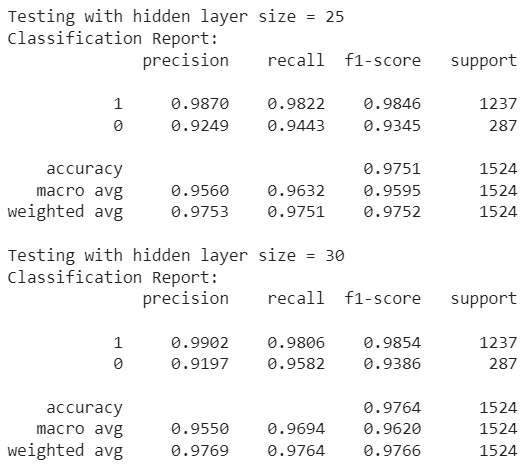 Testing with hidden layer size = 25
Classification Report:
precision recall f1-score support
1 0.9870 0.9822 0.9846 1237
0 0.9249 0.9443 0.9345 287
accuracy 0.9751 1524
macro avg 0.9560 0.9632 0.9595 1524
weighted avg 0.9753 0.9751 0.9752 1524
Testing with hidden layer size = 30
Classification Report:
precision recall f1-score support
1 0.9902 0.9806 0.9854 1237
0 0.9197 0.9582 0.9386 287
accuracy 0.9764 1524
macro avg 0.9550 0.9694 0.9620 1524
weighted avg 0.9769 0.9764 0.9766 1524